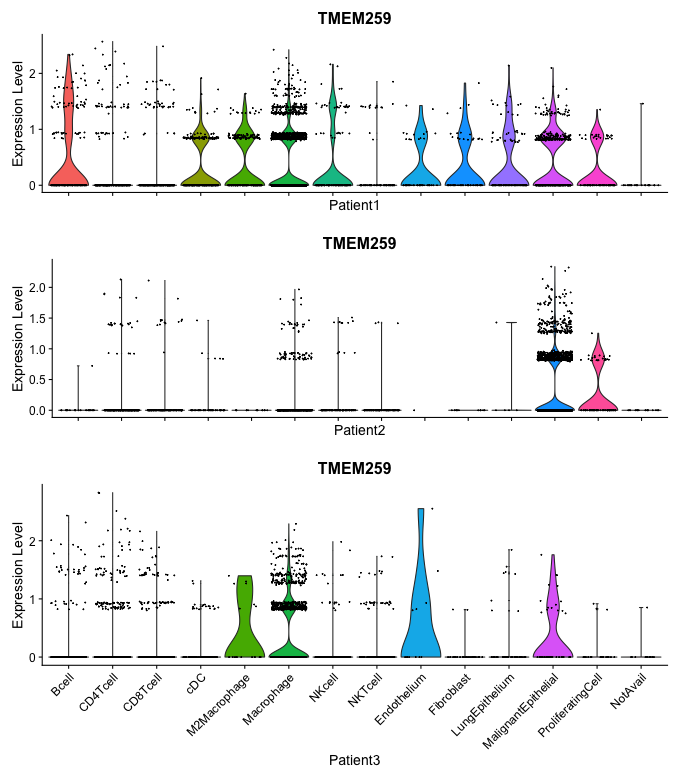 TMEM259
Expression Level
2
1
0
Patient1
TMEM259
Expression Level
2.0
1.5
1.0
0.5
0.0
Patient2
TMEM259
Expression Level
2
1
0
Bcell
CD4Tcell
CD8Tcell
cDC
M2Macrophage
Macrophage
NKcell
NKTcell
Endothelium
Fibroblast
LungEpithelium
MalignantEpithelial
ProliferatingCell
NotAvail
Patient3